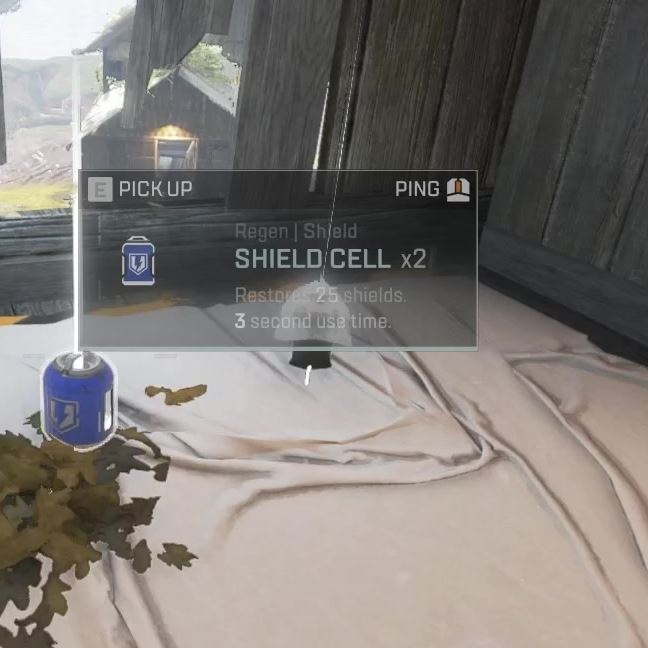 E PICK UP
PING
Regen | Shield
SHIELD CELL x2
Restores 25 shields.
3 second use time.